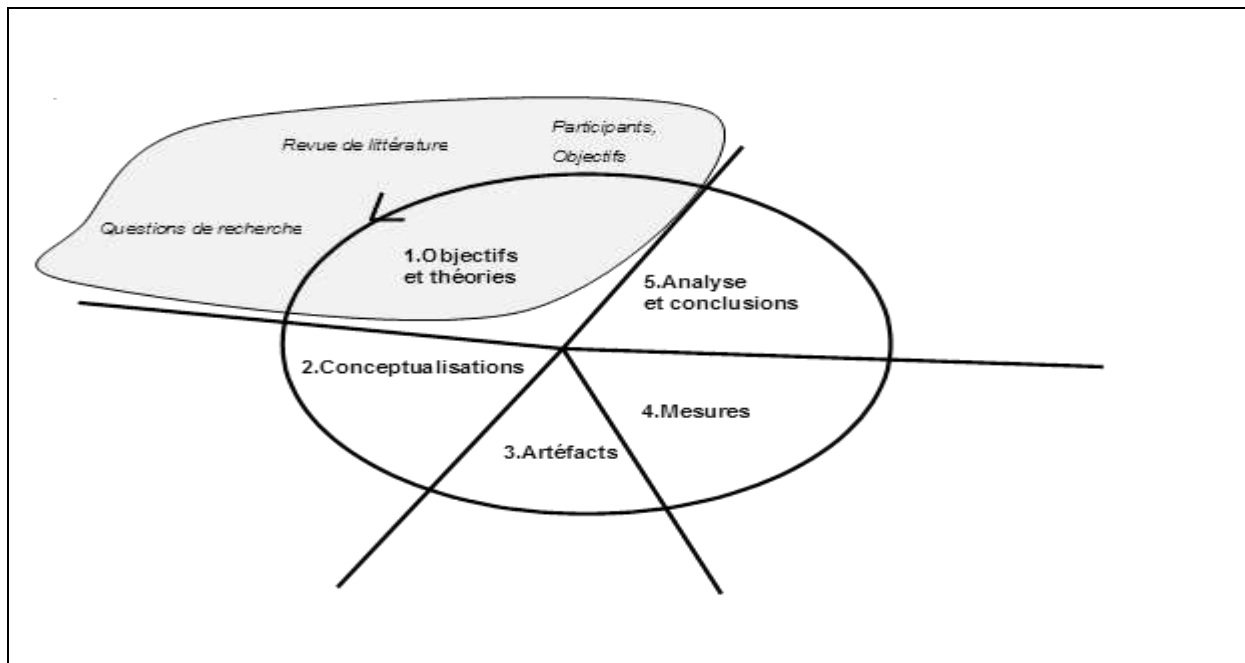 Participants,
Objectifs
Revue de littérature
Questions de recherche
1.Objectifs
et théories
5.Analyse
et conclusions
2.Conceptualisations
4.Mesures
3.Artéfacts